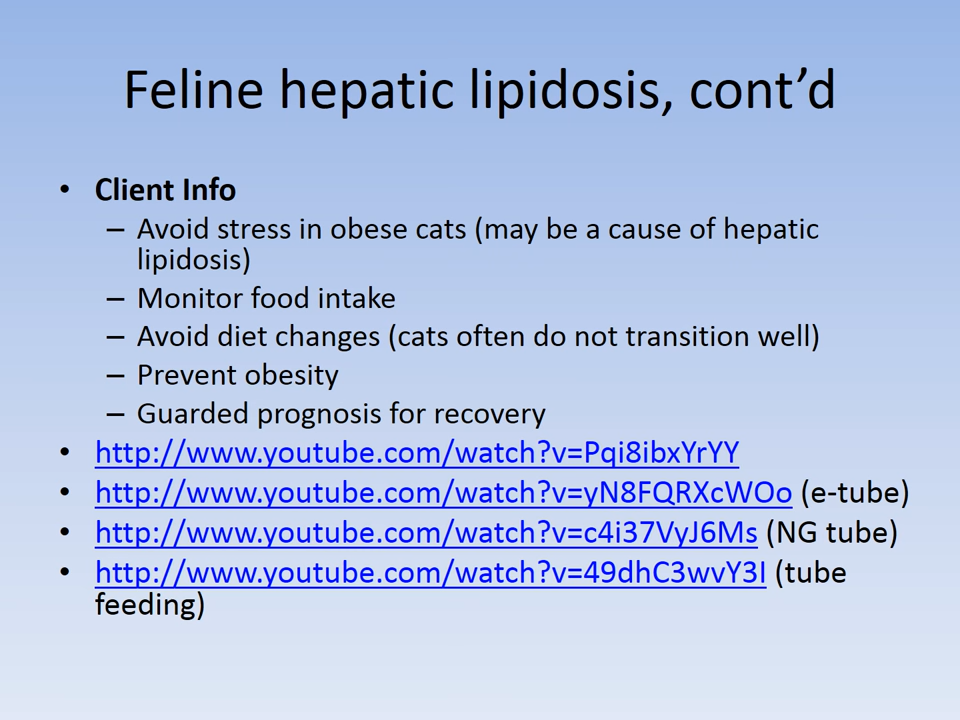 Feline hepatic lipidosis, cont’d
• Client Info
– Avoid stress in obese cats (may be a cause of hepatic
lipidosis)
– Monitor food intake
– Avoid diet changes (cats often do not transition well)
– Prevent obesity
– Guarded prognosis for recovery
• http://www.youtube.com/watch?v=Pqi8ibxYrYY
• http://www.youtube.com/watch?v=yN8FQRXcWOo (e-tube)
• http://www.youtube.com/watch?v=c4i37VyJ6Ms (NG tube)
• http://www.youtube.com/watch?v=49dhC3wvY3I (tube
feeding)